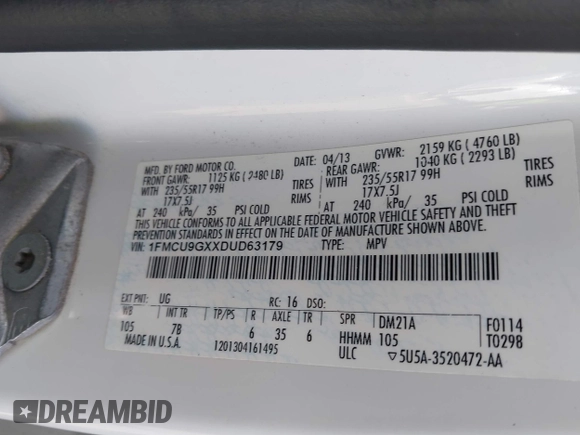 MFD. BY FORD MOTOR CO.
DATE: 04/13
GVWR: 2159 KG ( 4760 LB)
FRONT GAWR: 1125 KG ( 2480 LB)
REAR GAWR: 1040 KG ( 2293 LB)
WITH 235/55R17 99H TIRES
WITH 235/55R17 99H TIRES
17X7.5J RIMS
17X7.5J RIMS
AT 240 kPa/ 35 PSI COLD
AT 240 kPa/ 35 PSI COLD
THIS VEHICLE CONFORMS TO ALL APPLICABLE FEDERAL MOTOR VEHICLE SAFETY AND THEFT
PREVENTION STANDARDS IN EFFECT ON THE DATE OF MANUFACTURE SHOWN ABOVE.
VIN: 1FMCU9GXXDUD63179
TYPE: MPV
EXT PNT: UG RC: 16 DSO:
WB INT TR TP/PS R AXLE TR SPR DM21A F0114
105 7B 6 35 6 HHMM 105 T0298
MADE IN U.S.A. 1201304161495 ULC ▽5U5A-3520472-AA
DREAMBID